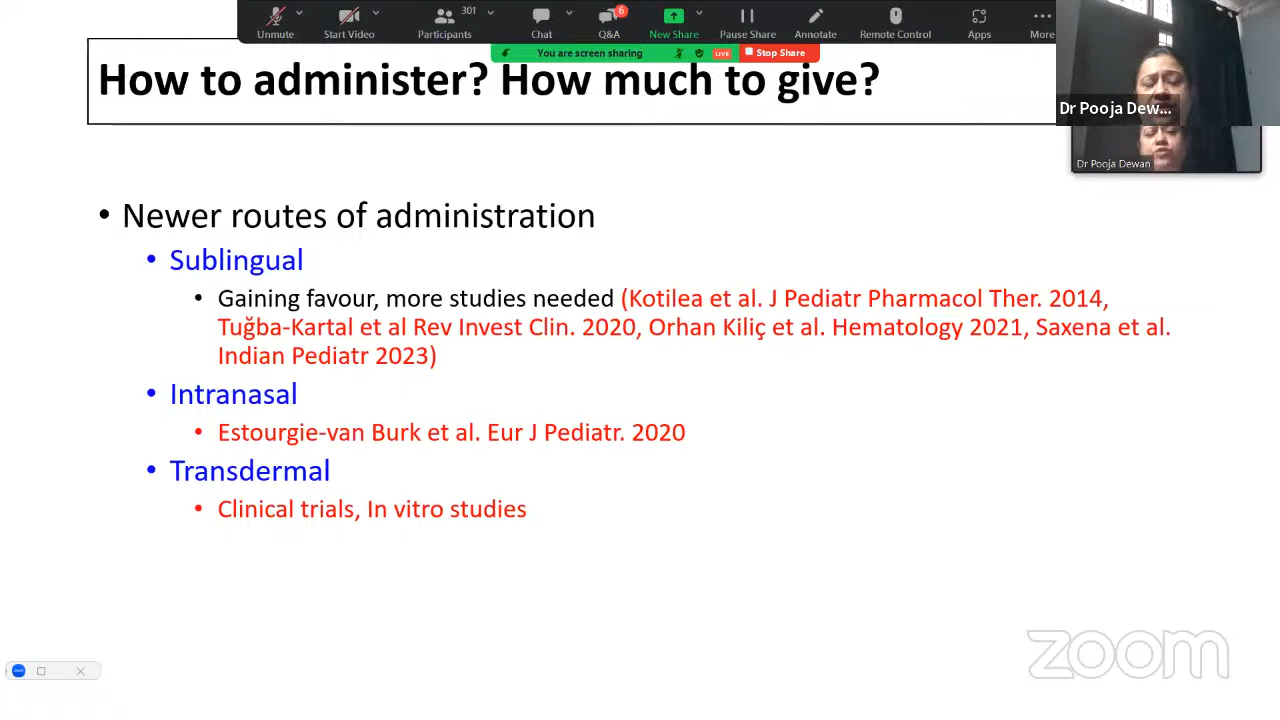 301
6
Unmute
Start Video
Participants
Chat
Q&A
New Share
Pause Share
Annotate
Remote Control
Apps
More
You are screen sharing
LIVE
Stop Share
How to administer? How much to give?
Dr Pooja Dew...
Dr Pooja Dewan
• Newer routes of administration
• Sublingual
• Gaining favour, more studies needed (Kotilea et al. J Pediatr Pharmacol Ther. 2014,
Tuğba-Kartal et al Rev Invest Clin. 2020, Orhan Kiliç et al. Hematology 2021, Saxena et al.
Indian Pediatr 2023)
• Intranasal
• Estourgie-van Burk et al. Eur J Pediatr. 2020
• Transdermal
• Clinical trials, In vitro studies
zoom